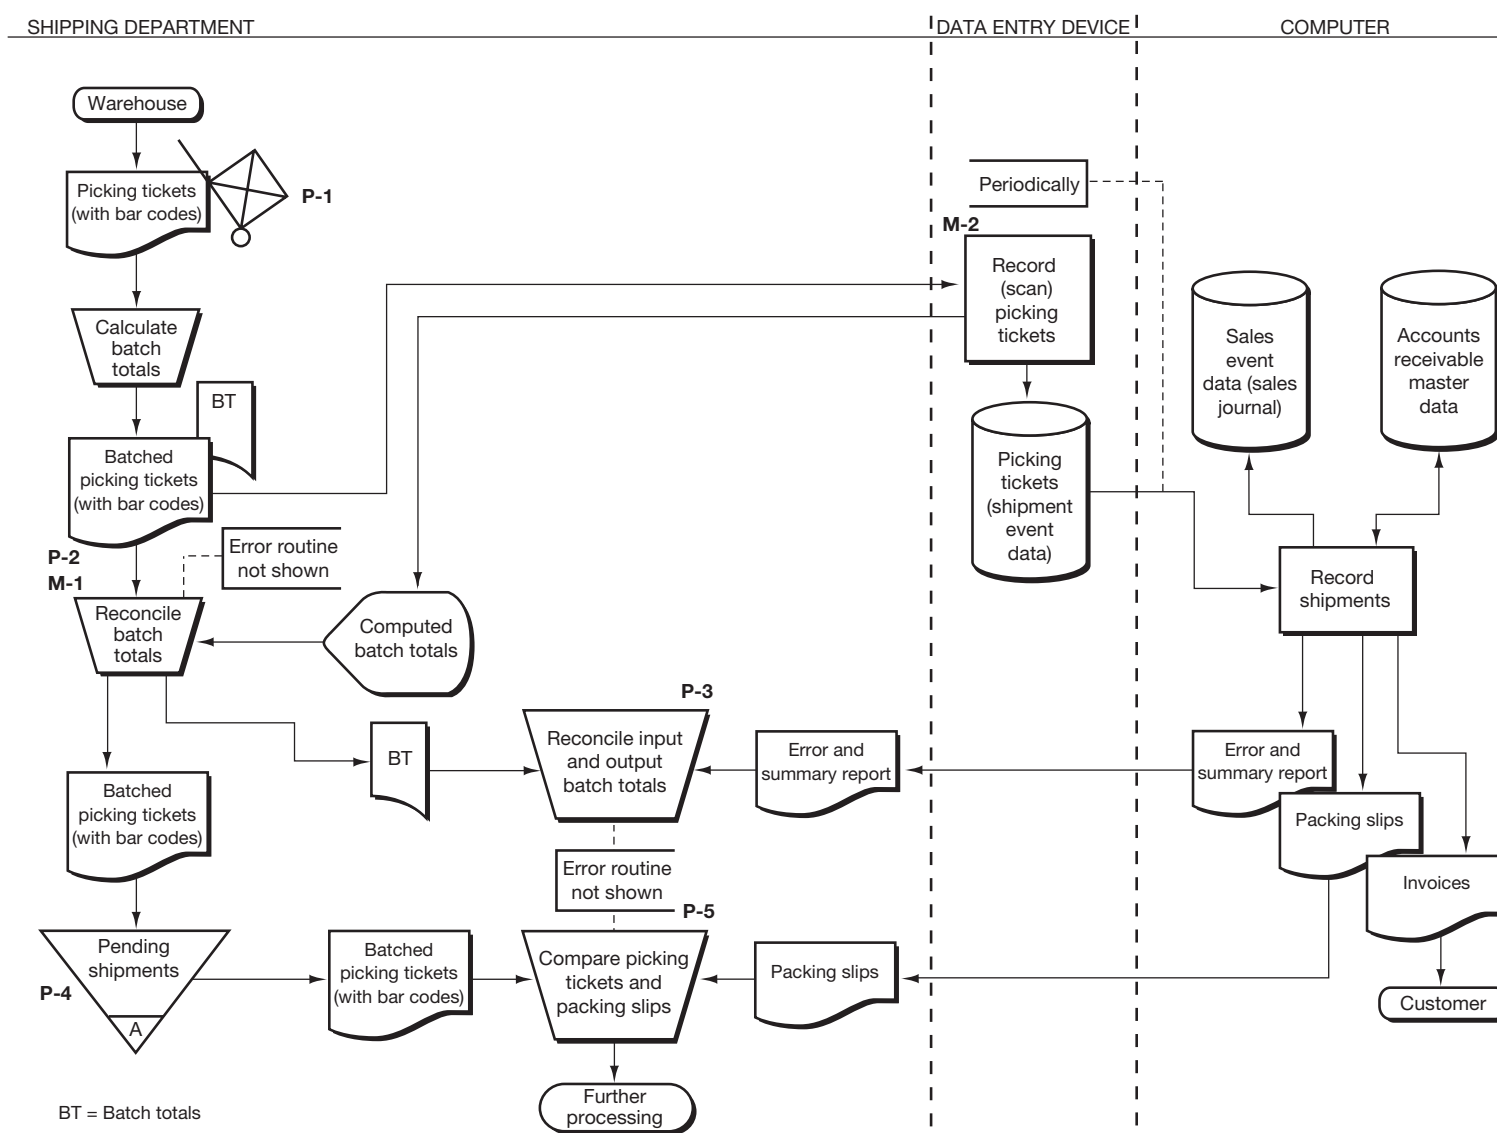 SHIPPING DEPARTMENT
DATA ENTRY DEVICE
COMPUTER
Warehouse
Picking tickets
(with bar codes)
P-1
Periodically
M-2
Record
(scan)
picking
tickets
Calculate
batch
totals
BT
Batched
picking tickets
(with bar codes)
Sales
event
data (sales
journal)
Accounts
receivable
master
data
Picking
tickets
(shipment
event
data)
P-2
M-1
Error routine
not shown
Reconcile
batch
totals
Computed
batch totals
Record
shipments
P-3
Reconcile input
and output
batch totals
BT
Error and
summary report
Error and
summary report
Packing slips
Invoices
Batched
picking tickets
(with bar codes)
Error routine
not shown
P-5
Pending
shipments
P-4
A
Batched
picking tickets
(with bar codes)
Compare picking
tickets and
packing slips
Packing slips
Customer
Further
processing
BT = Batch totals